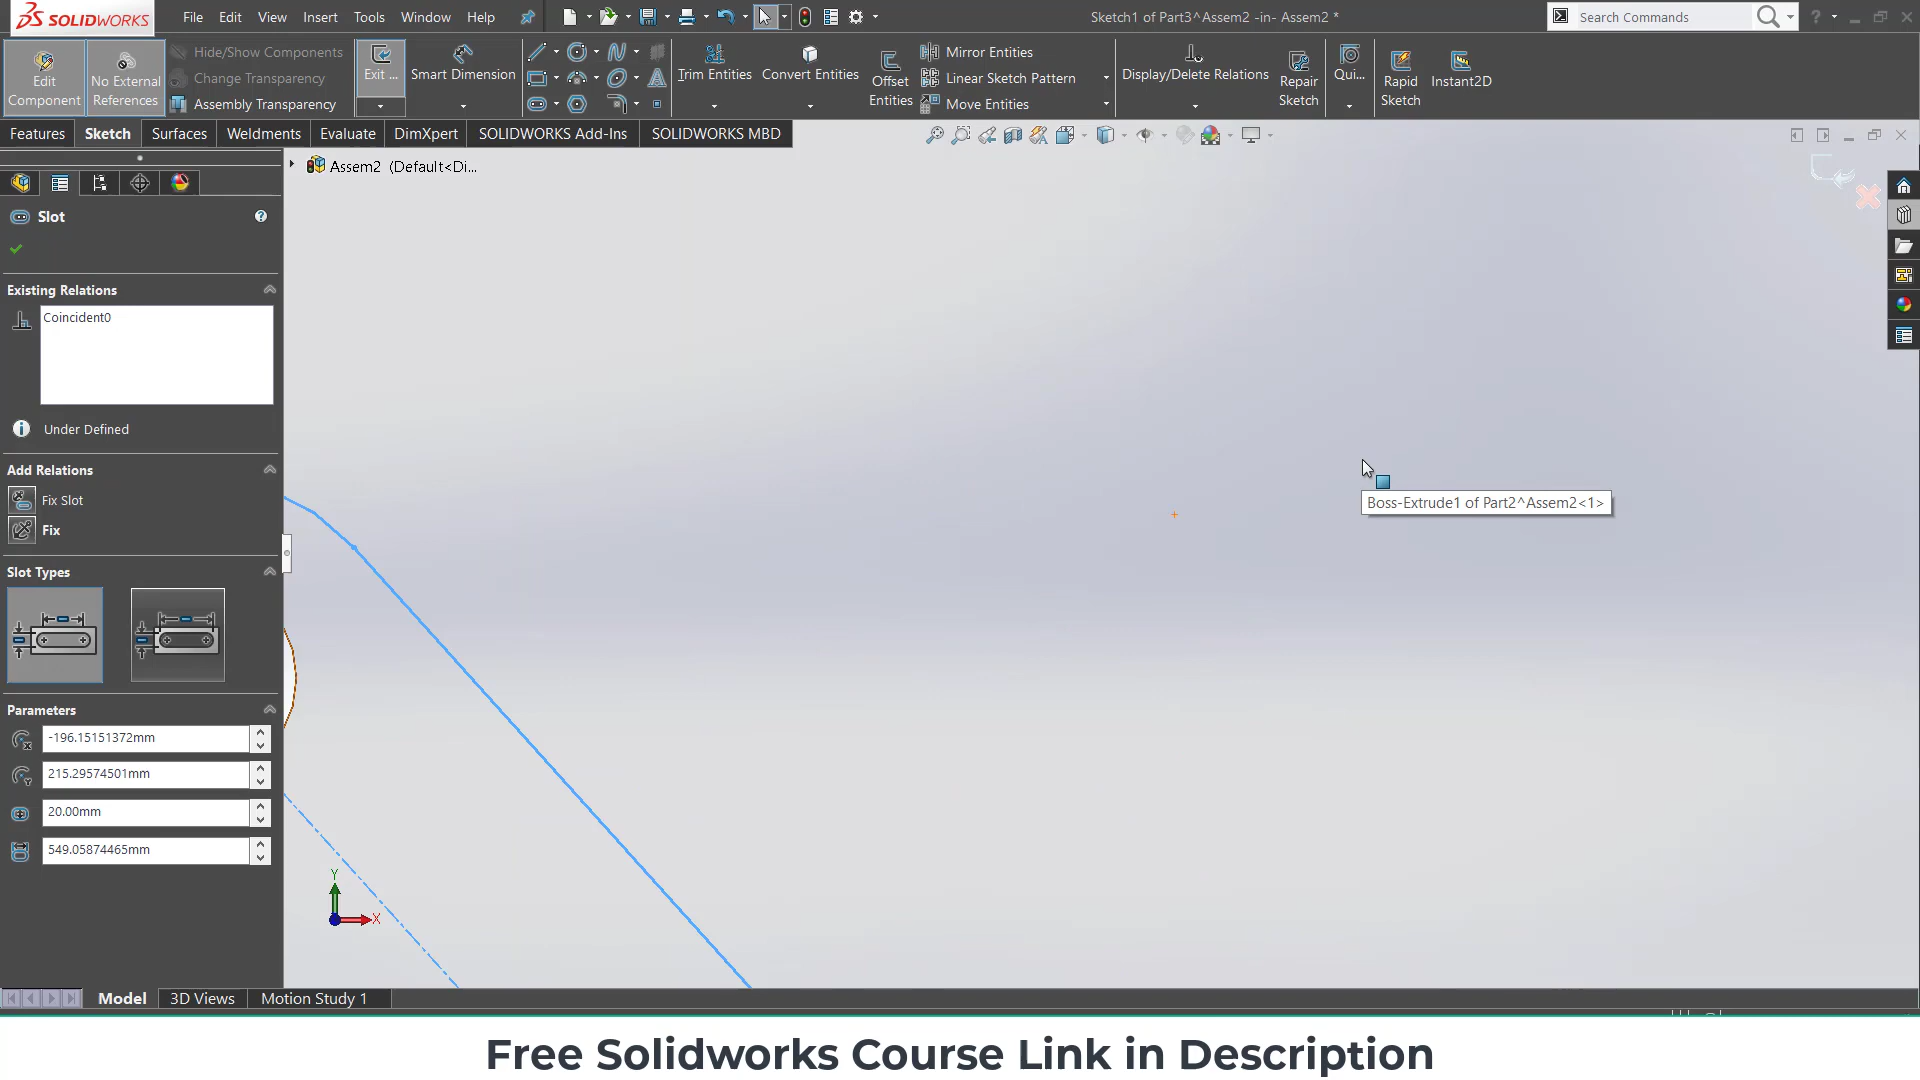 SOLIDWORKS
File Edit View Insert Tools Window Help
Sketch1 of Part3^Assem2 -in- Assem2 *
Search Commands
?
Edit Component
No External References
Hide/Show Components
Change Transparency
Assembly Transparency
Exit ...
Smart Dimension
Trim Entities
Convert Entities
Offset Entities
Mirror Entities
Linear Sketch Pattern
Move Entities
Display/Delete Relations
Repair Sketch
Qui...
Rapid Sketch
Instant2D
Features Sketch Surfaces Weldments Evaluate DimXpert SOLIDWORKS Add-Ins SOLIDWORKS MBD
Assem2 (Default<Di...
Slot
?
Existing Relations
Coincident0
Under Defined
Add Relations
Fix Slot
Fix
Slot Types
Parameters
-196.15151372mm
215.29574501mm
20.00mm
549.05874465mm
Boss-Extrude1 of Part2^Assem2<1>
Y
X
Model 3D Views Motion Study 1
Free Solidworks Course Link in Description